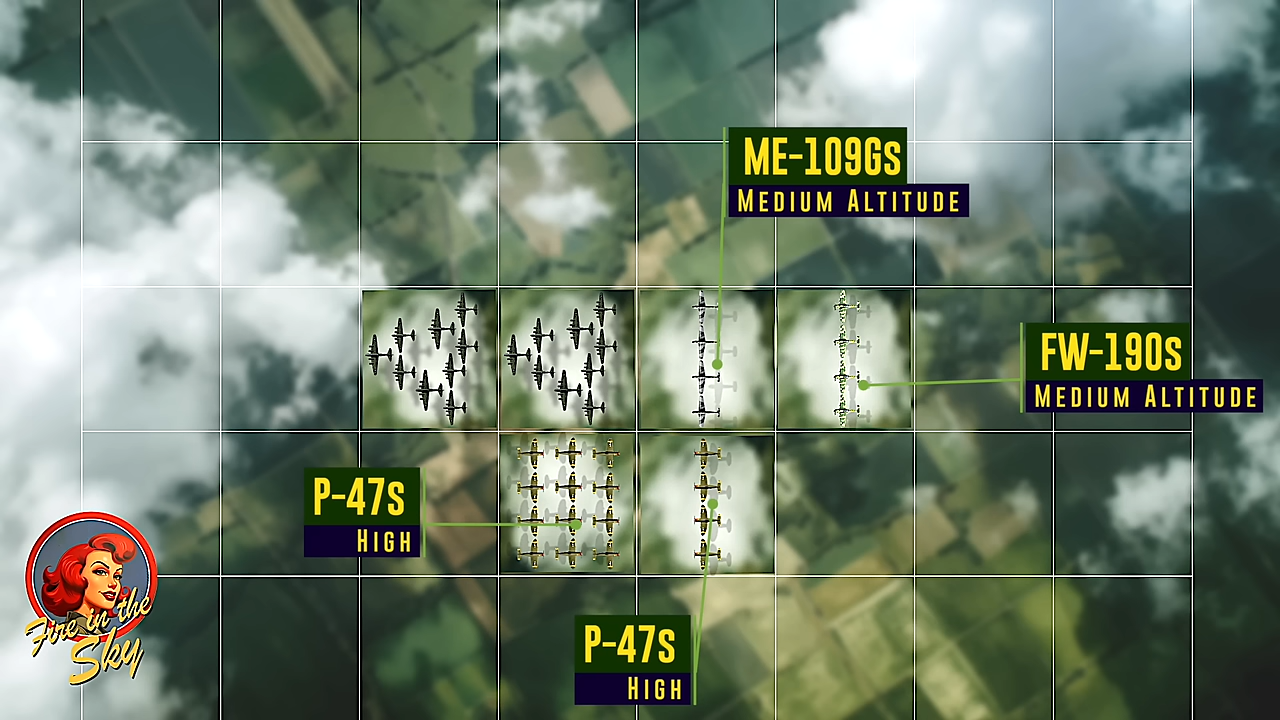 ME-109Gs
MEDIUM ALTITUDE
FW-190s
MEDIUM ALTITUDE
P-47s
HIGH
Fire in the
Sky
P-47s
HIGH